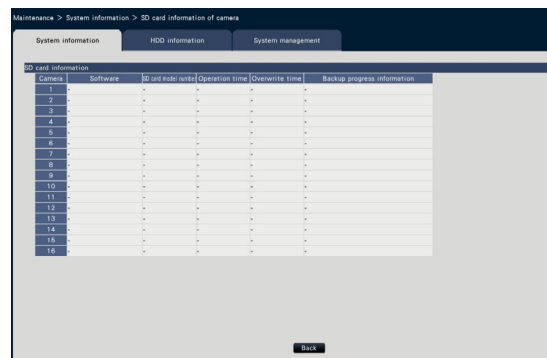 Maintenance > System information > SD card information of camera
System information HDD information System management
SD card information
Camera Software SD card model number Operation time Overwrite time Backup progress information
1 - - - - -
2 - - - - -
3 - - - - -
4 - - - - -
5 - - - - -
6 - - - - -
7 - - - - -
8 - - - - -
9 - - - - -
10 - - - - -
11 - - - - -
12 - - - - -
13 - - - - -
14 - - - - -
15 - - - - -
16 - - - - -
Back